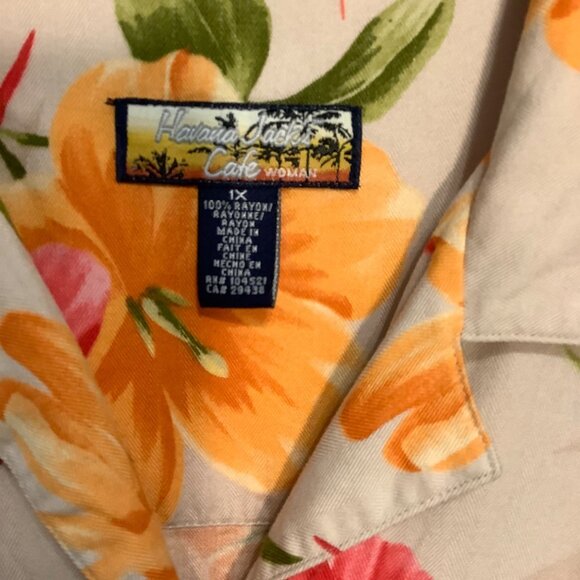 Havana Jack's
Cafe WOMAN
1X
100% RAYON/
RAYONNE/
RAYON
MADE IN
CHINA
FAIT EN
CHINE
HECHO EN
CHINA
RN# 104521
CA# 29438